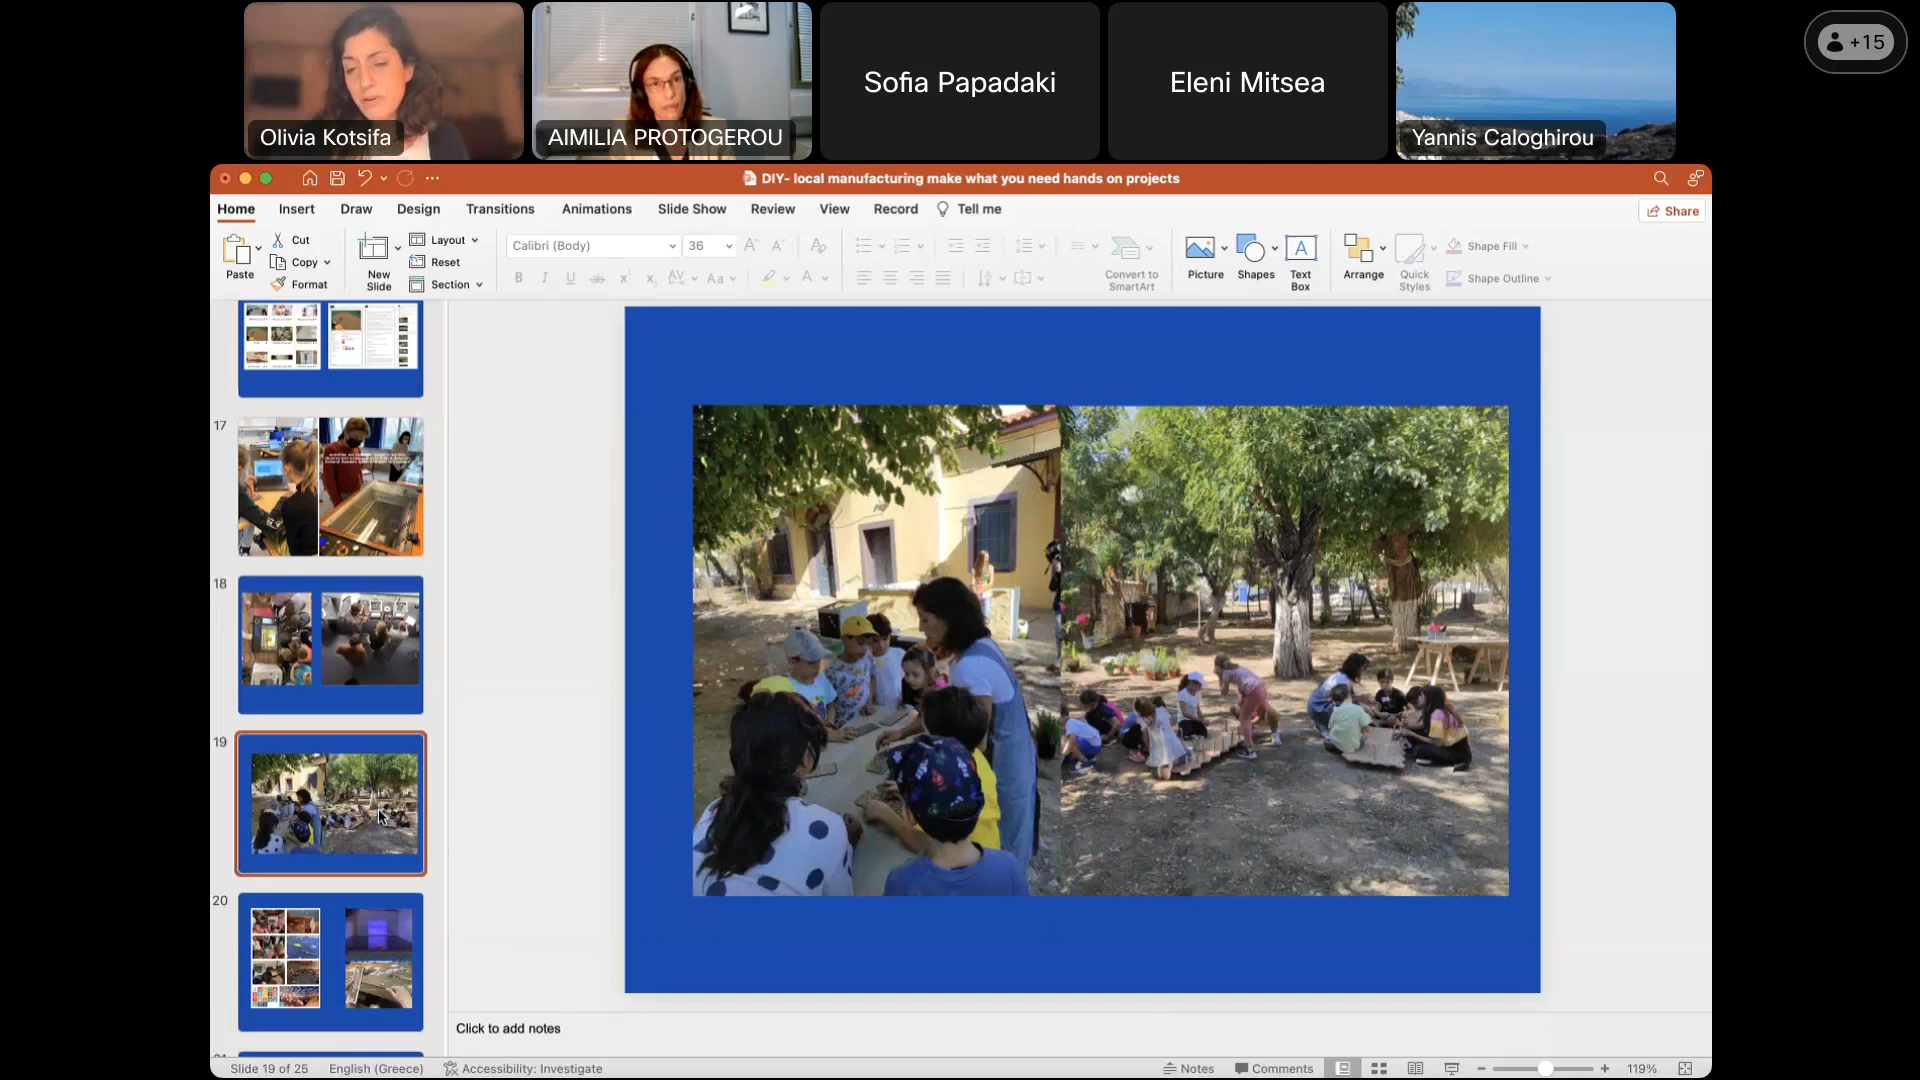 Olivia Kotsifa
AIMILIA PROTOGEROU
Sofia Papadaki
Eleni Mitsea
Yannis Caloghirou
+15
DIY- local manufacturing make what you need hands on projects
Home Insert Draw Design Transitions Animations Slide Show Review View Record Tell me
Share
Paste
Cut
Copy
Format
New
Slide
Layout
Reset
Section
Calibri (Body) 36
Convert to
SmartArt
Picture
Shapes
Text
Box
Arrange
Quick
Styles
Shape Fill
Shape Outline
17
18
19
20
Click to add notes
Slide 19 of 25 English (Greece) Accessibility: Investigate Notes Comments 119%